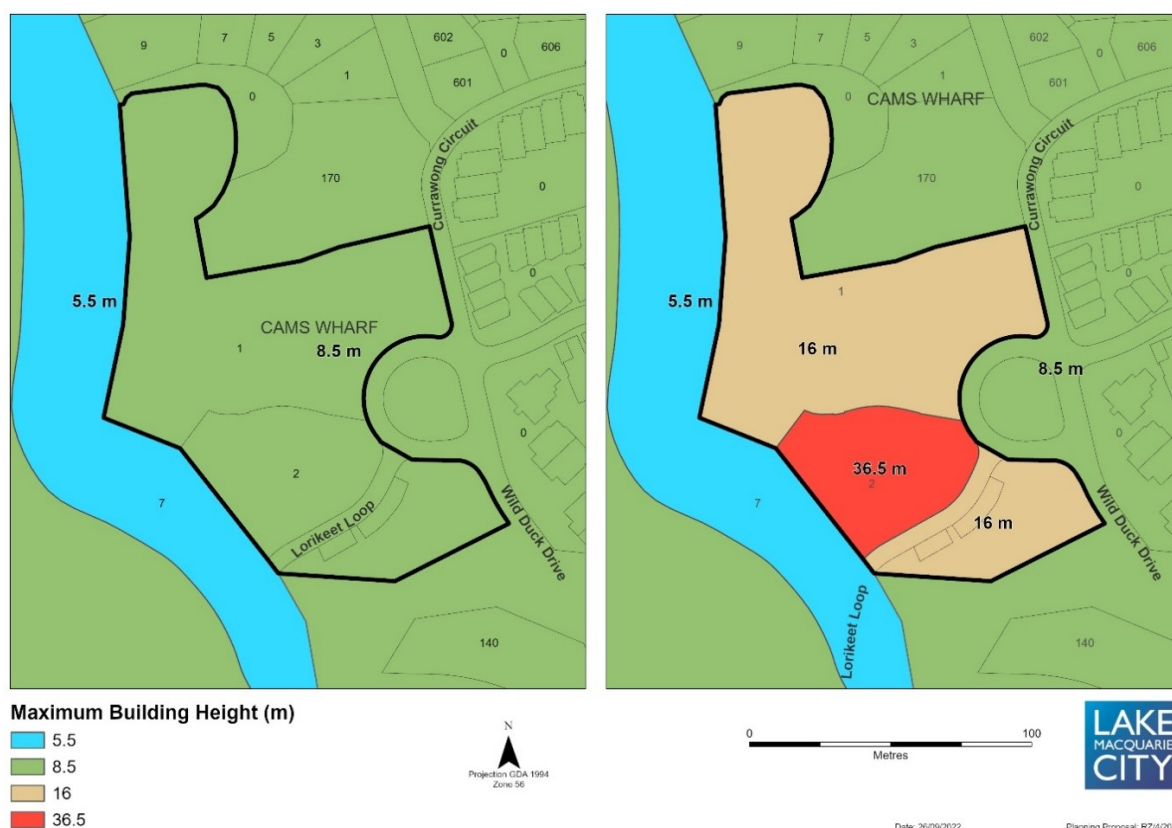 9
7
5
3
1
0
602
0
606
601
170
Currawong Circuit
0
0
5.5 m
CAMS WHARF
8.5 m
1
0
2
7
Lorikeet Loop
Wild Duck Drive
140
9
7
5
3
1
0
602
0
606
601
CAMS WHARF
170
Currawong Circuit
0
0
1
5.5 m
16 m
8.5 m
0
36.5 m
2
7
16 m
Wild Duck Drive
Lorikeet Loop
140
Maximum Building Height (m)
5.5
8.5
16
36.5
N
Projection GDA 1994
Zone 56
0 100
Metres
LAKE
MACQUARIE
CITY
Date: 26/09/2022
Planning Proposal: